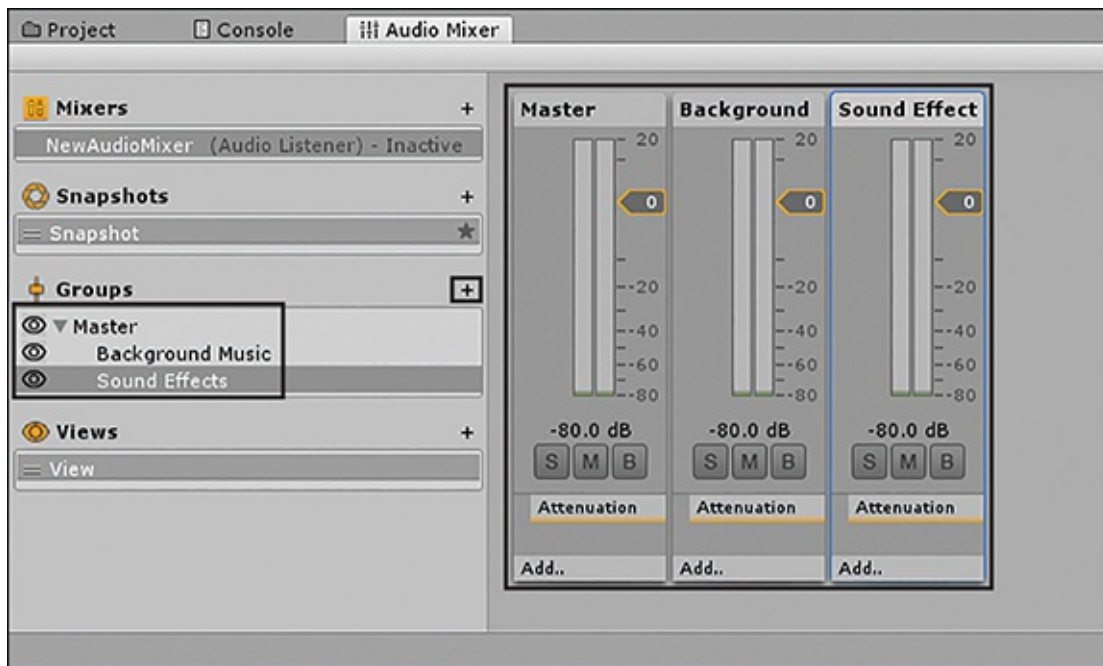 Project
Console
Audio Mixer
Mixers
+
NewAudioMixer (Audio Listener) - Inactive
Snapshots
+
Snapshot
Groups
+
Master
Background Music
Sound Effects
Views
+
View
Master
20
0
-20
-40
-60
-80
-80.0 dB
S M B
Attenuation
Add..
Background
20
0
-20
-40
-60
-80
-80.0 dB
S M B
Attenuation
Add..
Sound Effect
20
0
-20
-40
-60
-80
-80.0 dB
S M B
Attenuation
Add..